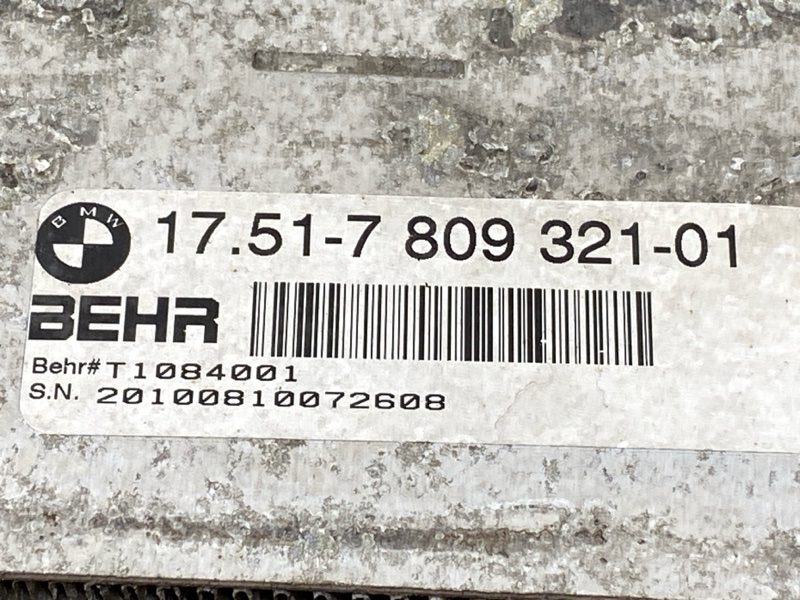 BMW
17.51-7 809 321-01
BEHR
Behr# T1084001
S.N. 20100810072608